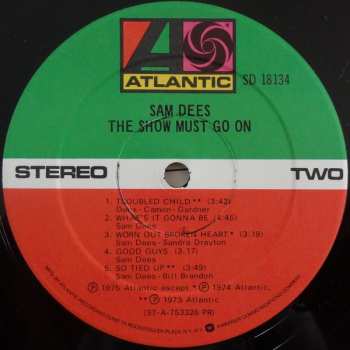 ATLANTIC
SD 18134
SAM DEES
THE SHOW MUST GO ON
STEREO
TWO
1. TROUBLED CHILD** (3:42)
2. WHAT'S IT GONNA BE (4:46)
Sam Dees
3. WORN OUT BROKEN HEART* (3:19)
Sam Dees - Sandra Drayton
4. GOOD GUYS (3:17)
Sam Dees
5. SO TIED UP** (3:49)
Sam Dees - Bill Brandon
Ⓟ 1975 Atlantic except * Ⓟ 1974 Atlantic,
** Ⓟ 1973 Atlantic
(ST-A-753326 PR)